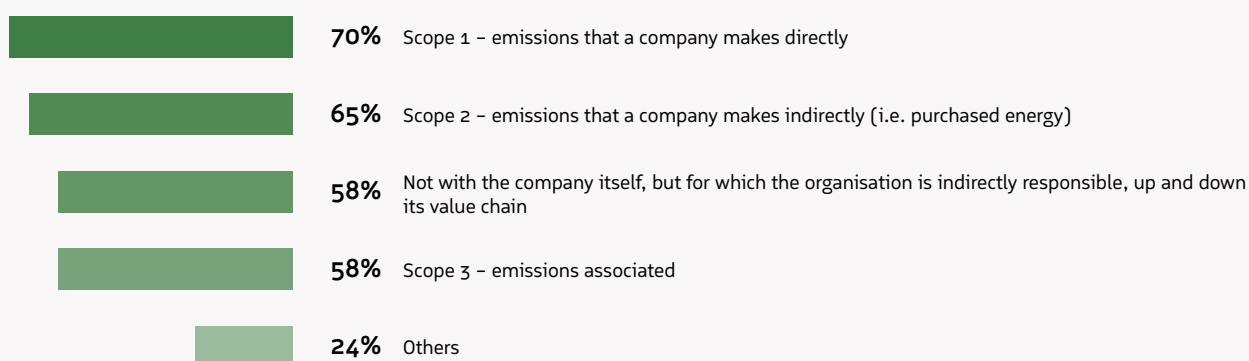 70% Scope 1 – emissions that a company makes directly
65% Scope 2 – emissions that a company makes indirectly (i.e. purchased energy)
58% Not with the company itself, but for which the organisation is indirectly responsible, up and down
its value chain
58% Scope 3 – emissions associated
24% Others